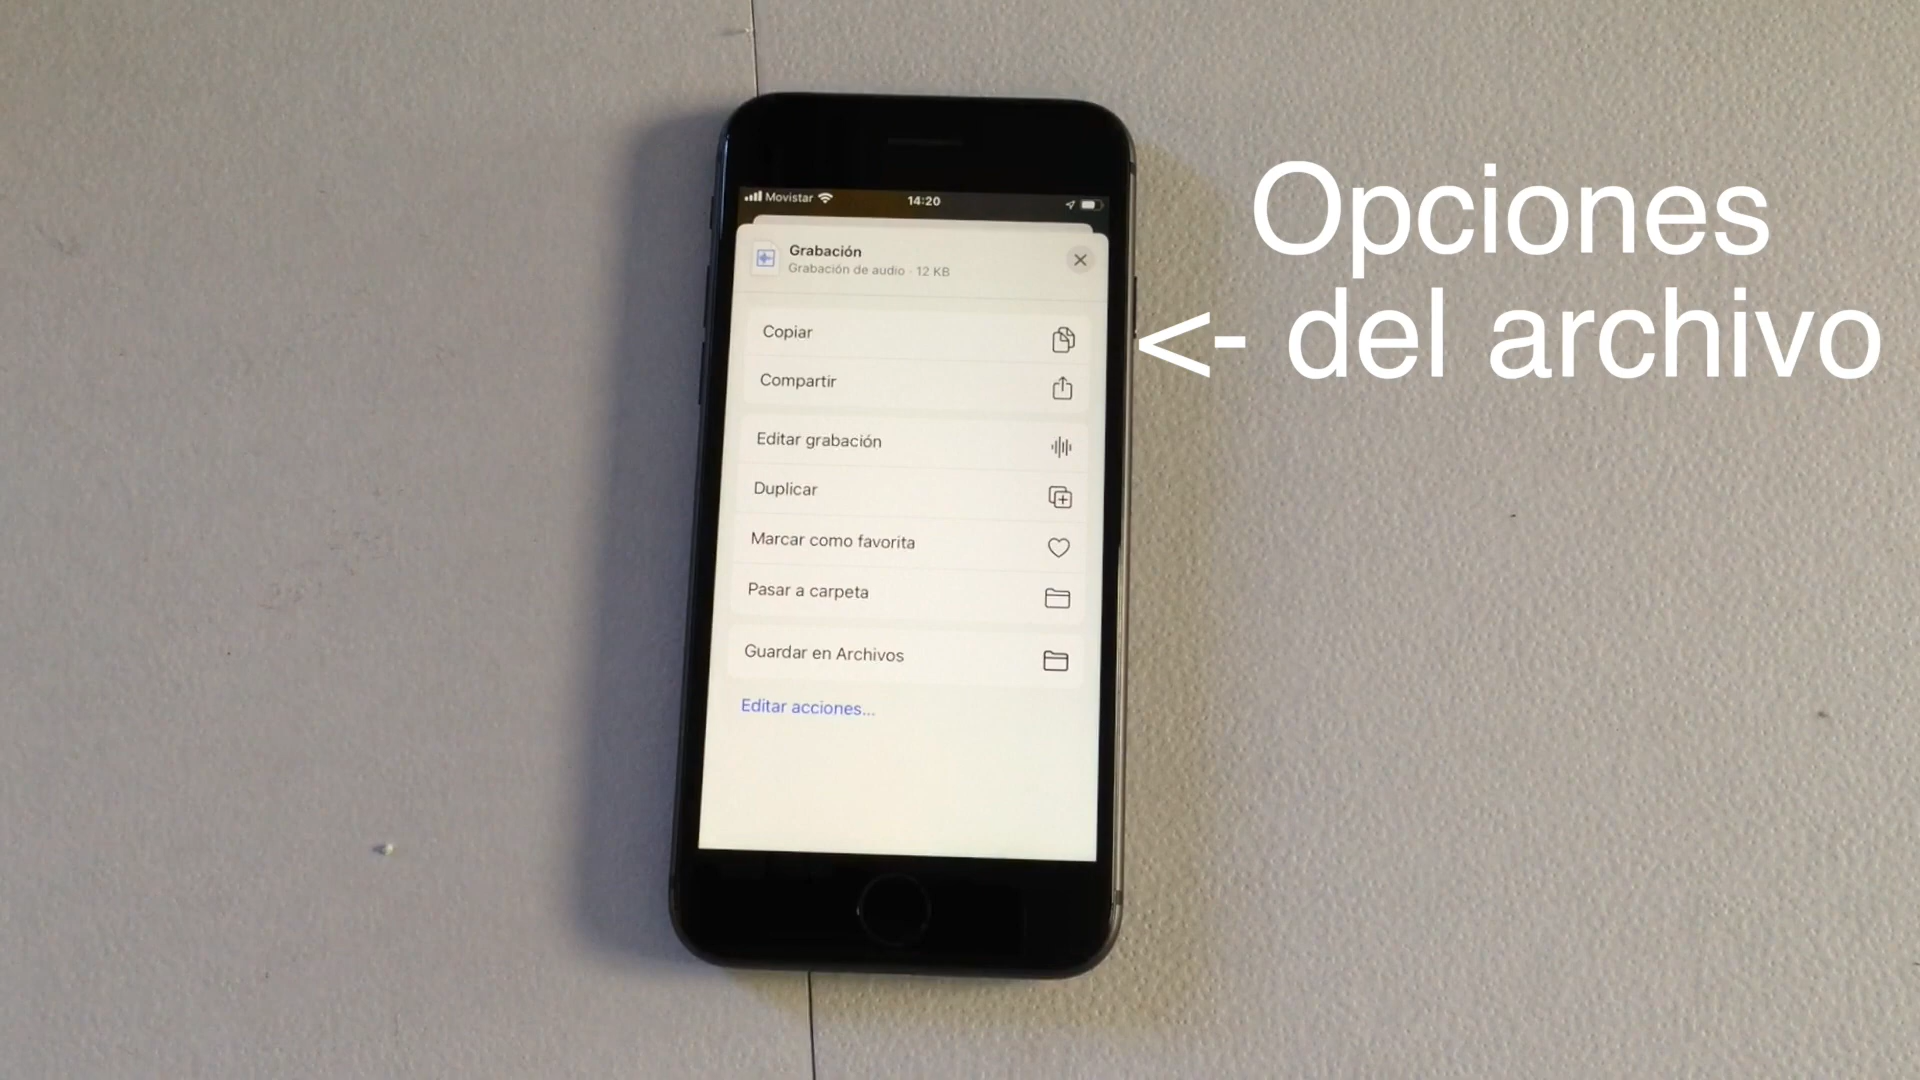 Movistar 14:20
Grabación
Grabación de audio · 12 KB
Copiar
Compartir
Editar grabación
Duplicar
Marcar como favorita
Pasar a carpeta
Guardar en Archivos
Editar acciones...
Opciones
<- del archivo